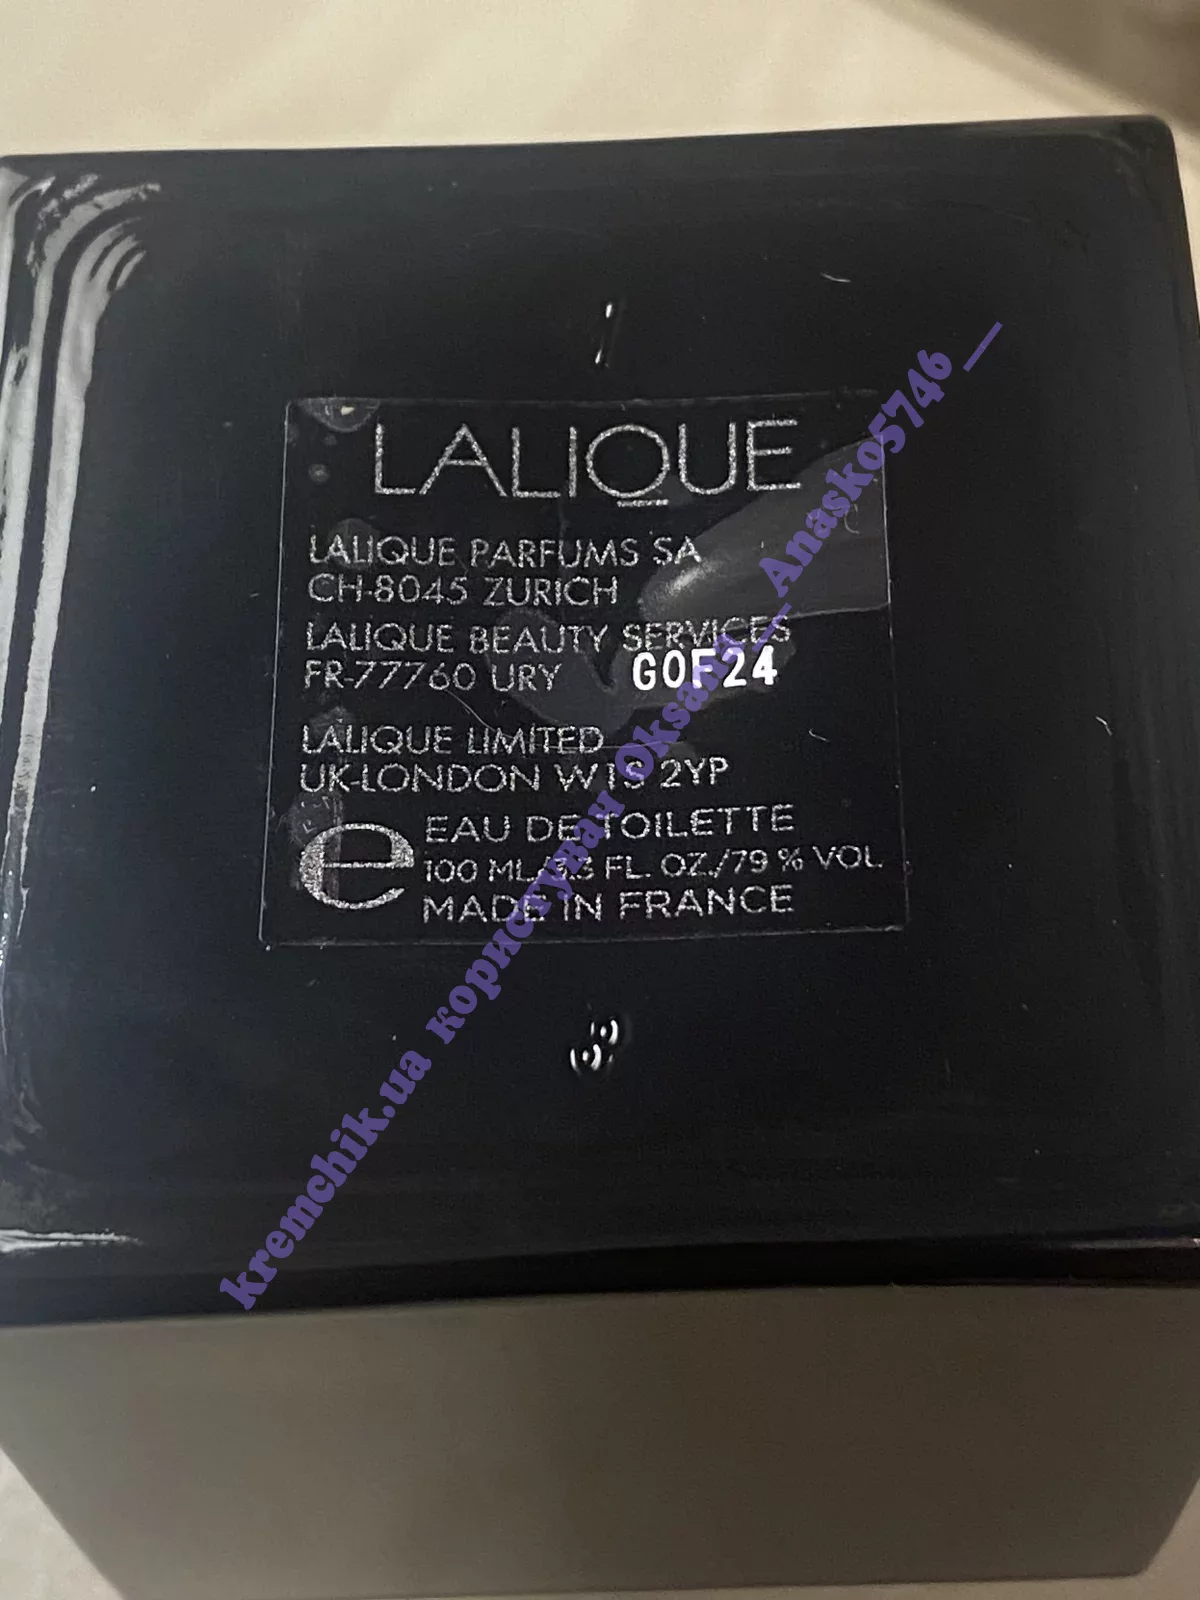 LALIQUE
LALIQUE PARFUMS SA
CH-8045 ZURICH
LALIQUE BEAUTY SERVICES
FR-77760 URY G0F24
LALIQUE LIMITED
UK-LONDON W1S 2YP
e EAU DE TOILETTE
100 ML/3.3 FL. OZ./79 % VOL
MADE IN FRANCE
kremchik.ua користувач Oksana__Anasko5746__